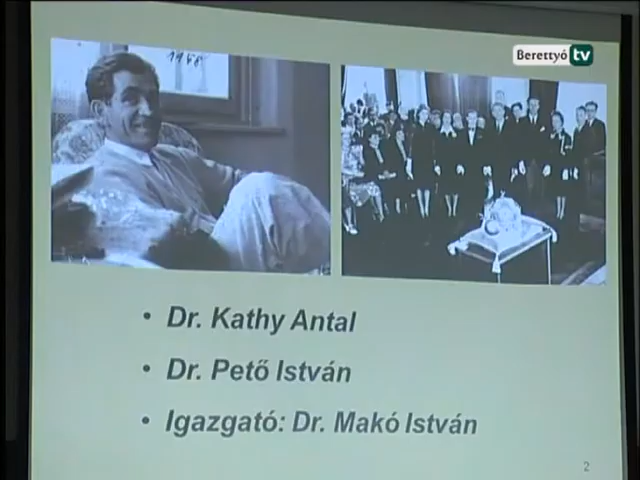 Berettyó tv
• Dr. Kathy Antal
• Dr. Pető István
• Igazgató: Dr. Makó István
2